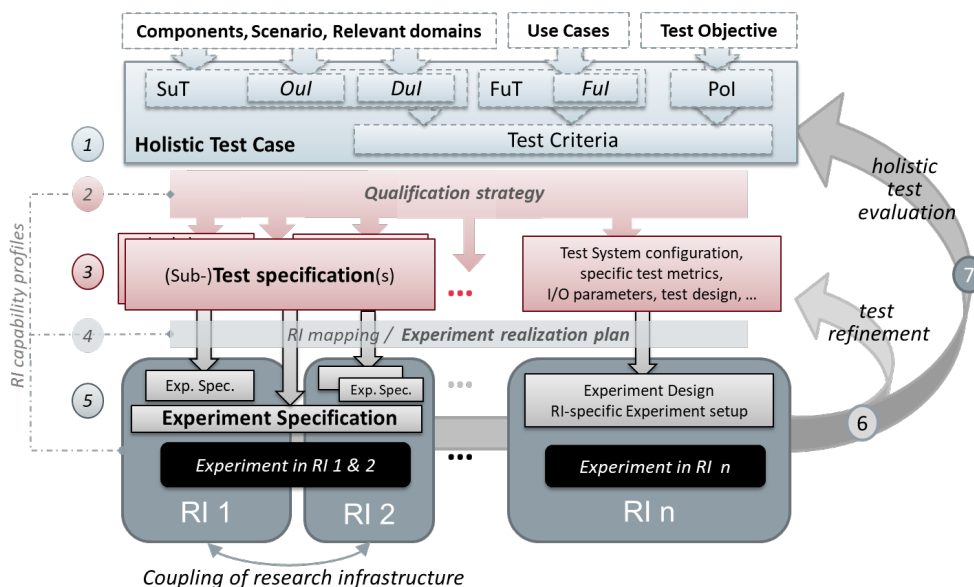 Components, Scenario, Relevant domains
Use Cases
Test Objective
SuT
OuI
DuI
FuT
FuI
PoI
Test Criteria
Holistic Test Case
1
holistic
test
evaluation
2
Qualification strategy
RI capability profiles
3
(Sub-)Test specification(s)
...
Test System configuration,
specific test metrics,
I/O parameters, test design, ...
7
test
refinement
4
RI mapping / Experiment realization plan
5
Exp. Spec.
Exp. Spec.
...
Experiment Design
RI-specific Experiment setup
Experiment Specification
6
...
Experiment in RI 1 & 2
Experiment in RI n
RI 1
RI 2
RI n
Coupling of research infrastructure